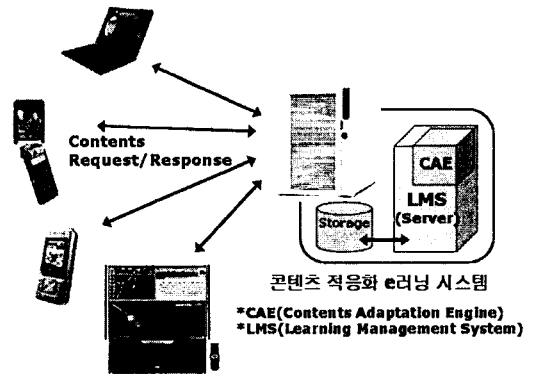 Contents
Request/Response
CAE
LMS
(Server)
Storage
콘텐츠 적응화 e러닝 시스템
*CAE(Contents Adaptation Engine)
*LMS(Learning Management System)